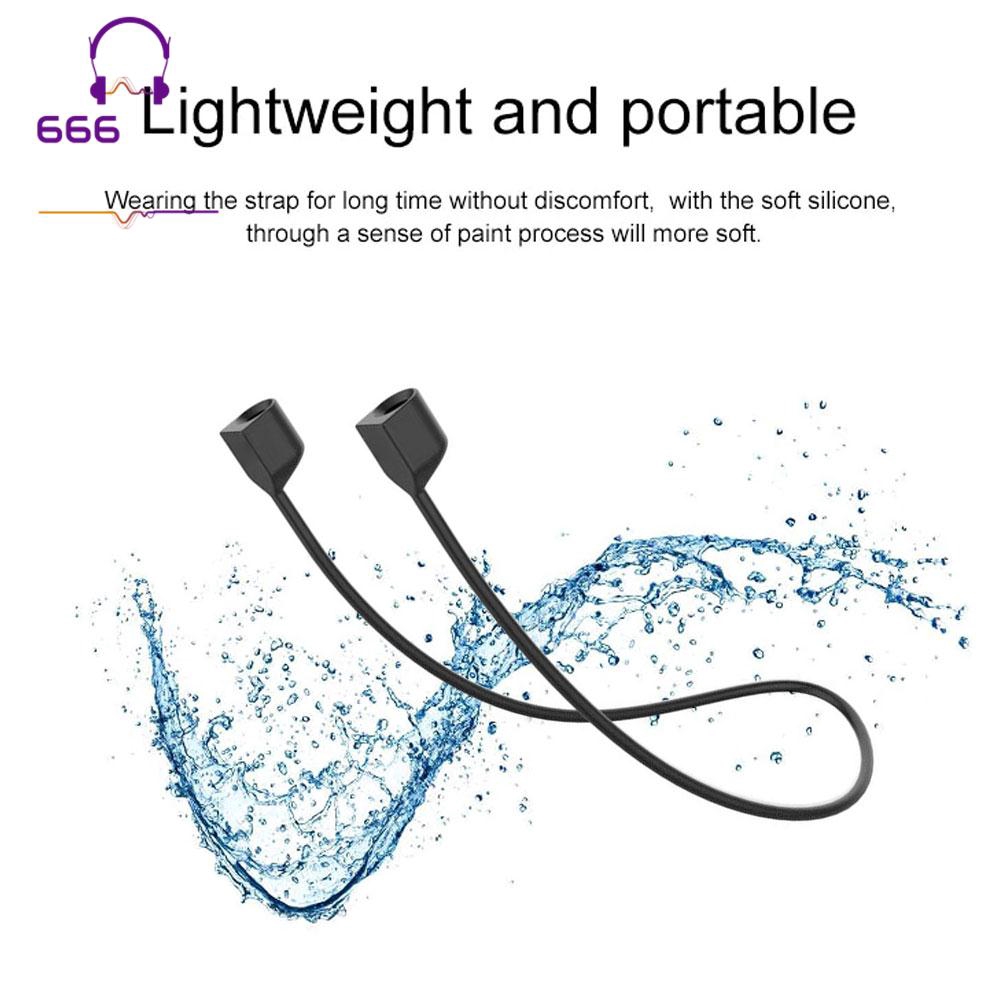 666
Lightweight and portable
Wearing the strap for long time without discomfort, with the soft silicone,
through a sense of paint process will more soft.